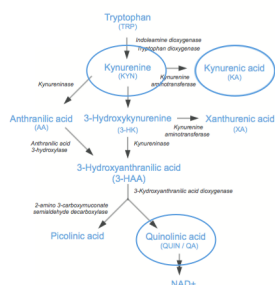 Tryptophan
(TRP)
Indoleamine dioxygenase
Tryptophan dioxygenase
Kynurenine
(KYN)
Kynurenine
aminotransferase
Kynurenic acid
(KA)
Kynureninase
Anthranilic acid
(AA)
3-Hydroxykynurenine
(3-HK)
Kynurenine
aminotransferase
Xanthurenic acid
(XA)
Anthranilic acid
3-hydroxylase
Kynureninase
3-Hydroxyanthranilic acid
(3-HAA)
3-Kydroxyanthranilic acid dioxygenase
2-amino 3-carboxymuconate
semialdehyde decarboxylase
Picolinic acid
Quinolinic acid
(QUIN / QA)
NAD+